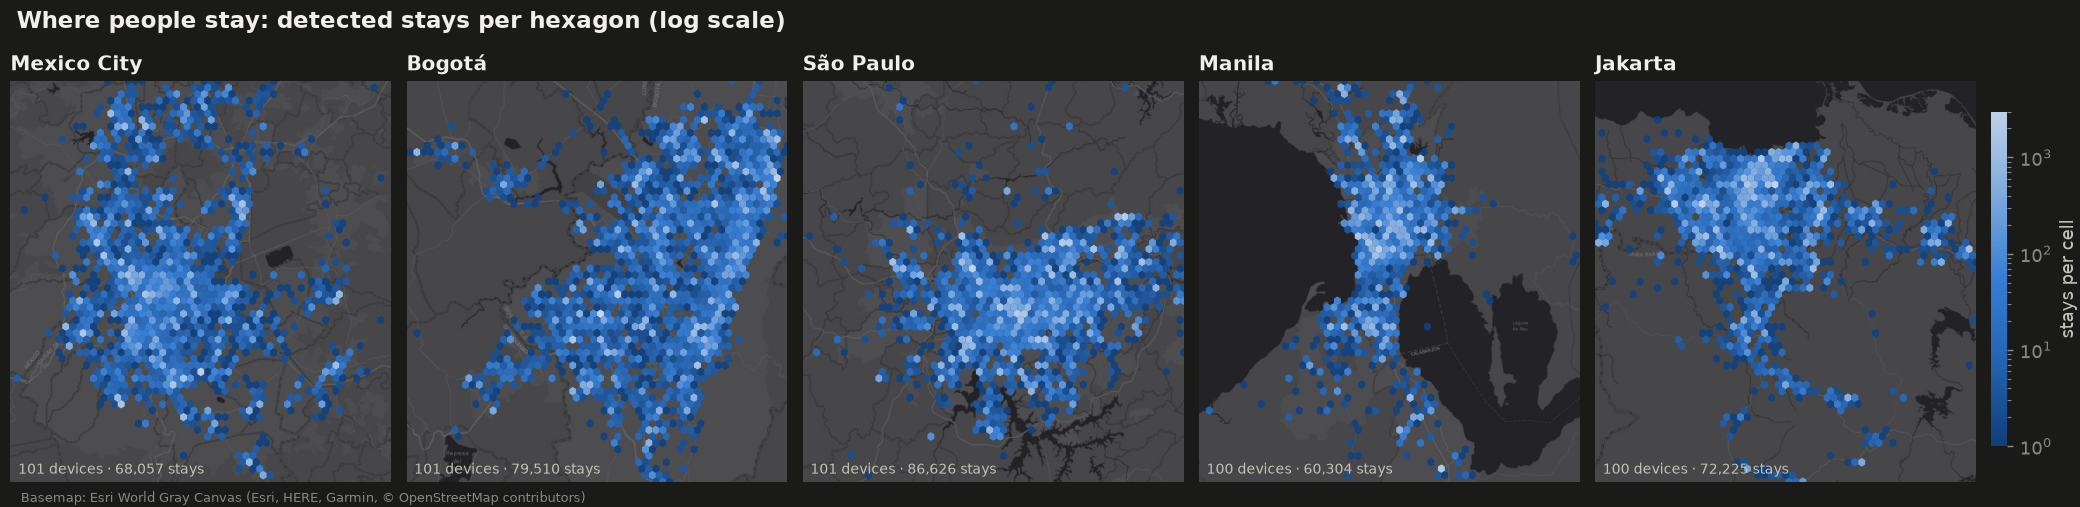 Where people stay: detected stays per hexagon (log scale)
Mexico City
Bogotá
São Paulo
Manila
Jakarta
101 devices · 68,057 stays
101 devices · 79,510 stays
101 devices · 86,626 stays
100 devices · 60,304 stays
100 devices · 72,225 stays
10³
10²
10¹
10⁰
stays per cell
Basemap: Esri World Gray Canvas (Esri, HERE, Garmin, © OpenStreetMap contributors)